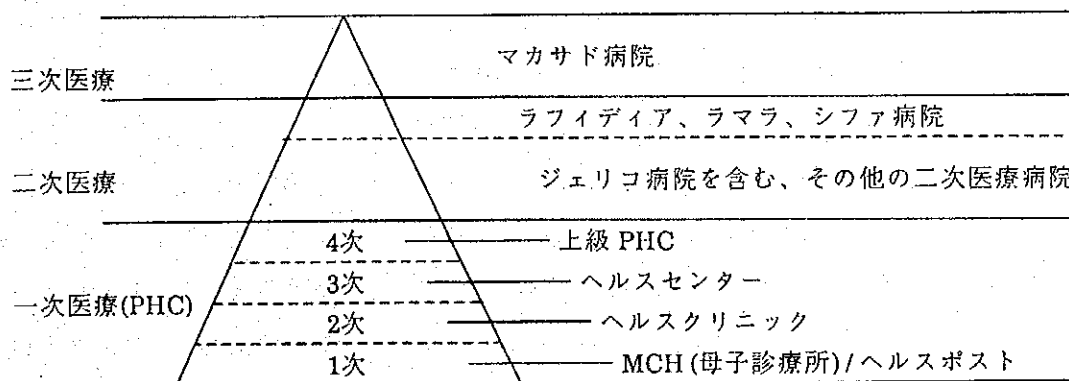 マカサド病院
三次医療
ラフィディア、ラマラ、シファ病院
二次医療
ジェリコ病院を含む、その他の二次医療病院
4次 上級 PHC
3次 ヘルスセンター
一次医療(PHC)
2次 ヘルスクリニック
1次 MCH (母子診療所) / ヘルスポスト